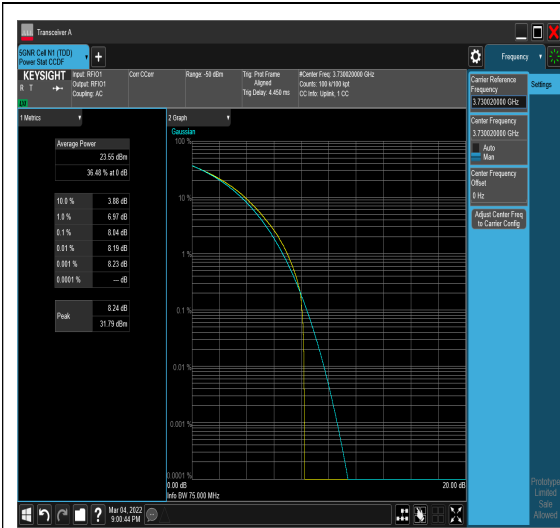 Transceiver A
5GNR Cell N1 (TDD)
Power Stat CCDF
Frequency
KEYSIGHT
R T
Input: RFIO1
Output: RFIO1
Coupling: AC
Corr CCorr
Range: -50 dBm
Trig: Prot Frame
Aligned
Trig Delay: 4.450 ms
#Center Freq: 3.730020000 GHz
Counts: 100 k/100 kpt
CC Info: Uplink, 1 CC
1 Metrics
Average Power
23.55 dBm
36.48 % at 0 dB
10.0 % 3.88 dB
1.0 % 6.97 dB
0.1 % 8.04 dB
0.01 % 8.19 dB
0.001 % 8.23 dB
0.0001 % --- dB
Peak
8.24 dB
31.79 dBm
2 Graph
Gaussian
100 %
10 %
1 %
0.1 %
0.01 %
0.001 %
0.0001 %
0.00 dB
20.00 dB
Info BW 75.000 MHz
Carrier Reference
Frequency
3.730020000 GHz
Center Frequency
3.730020000 GHz
Auto
Man
Center Frequency
Offset
0 Hz
Adjust Center Freq
to Carrier Config
Settings
Prototype
Limited
Sale
Allowed
Mar 04, 2022
9:00:44 PM